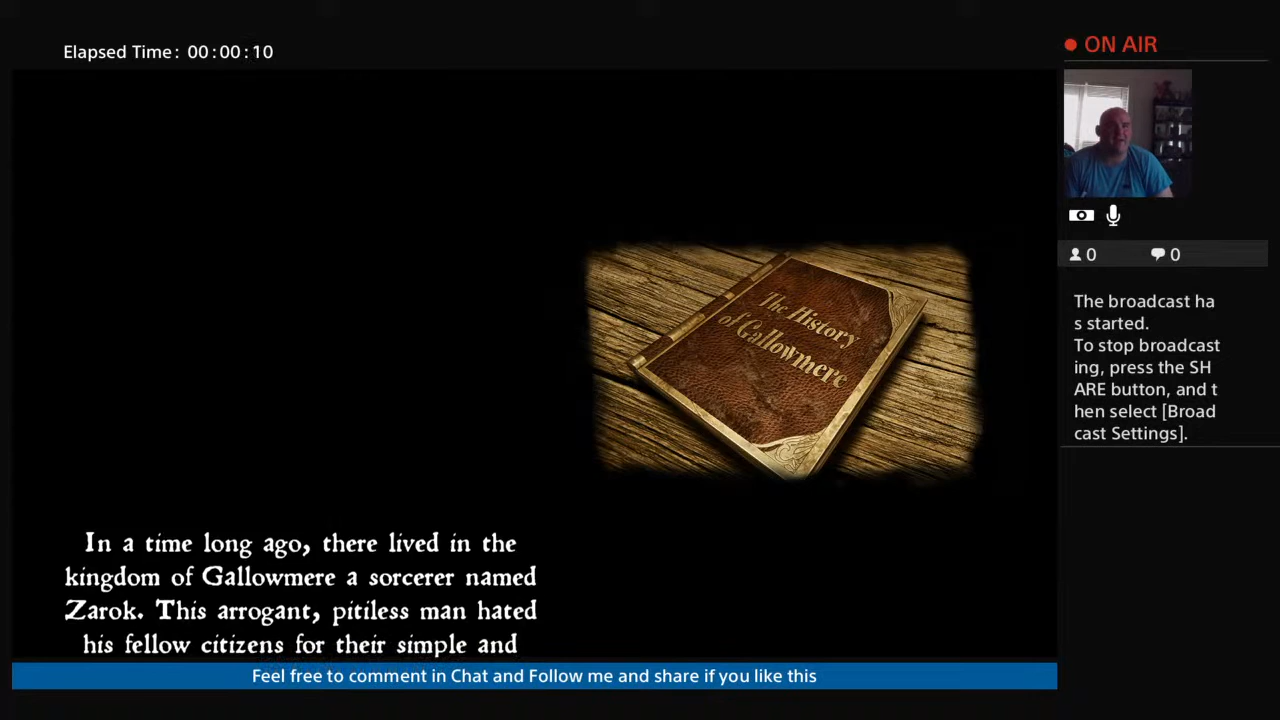 Elapsed Time: 00:00:10
ON AIR
The History
of Gallowmere
0
0
The broadcast ha
s started.
To stop broadcast
ing, press the SH
ARE button, and t
hen select [Broad
cast Settings].
In a time long ago, there lived in the
kingdom of Gallowmere a sorcerer named
Zarok. This arrogant, pitiless man hated
his fellow citizens for their simple and
Feel free to comment in Chat and Follow me and share if you like this